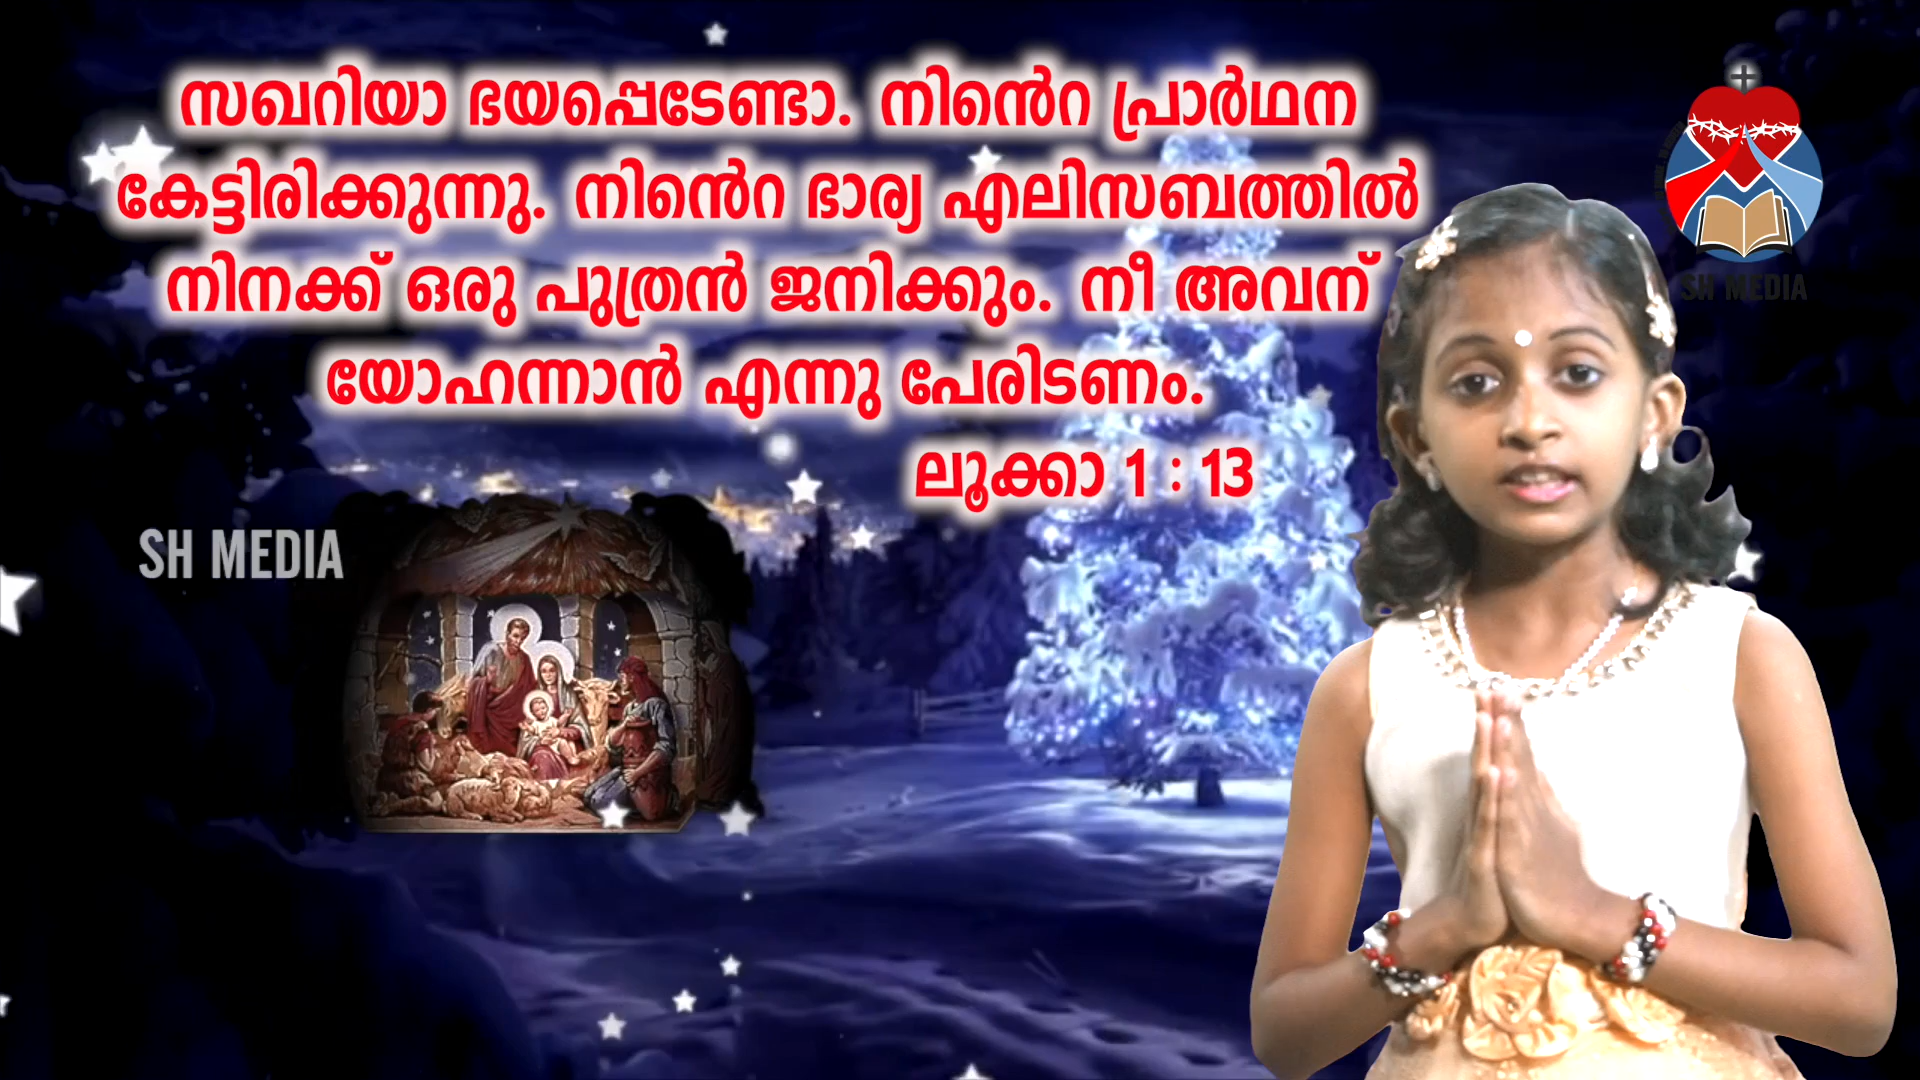 സഖറിയാ ഭയപ്പെടേണ്ടാ. നിൻെറ പ്രാർഥന
കേട്ടിരിക്കുന്നു. നിൻെറ ഭാര്യ എലിസബത്തിൽ
നിനക്ക് ഒരു പുത്രൻ ജനിക്കും. നീ അവന്
യോഹന്നാൻ എന്നു പേരിടണം.
ലൂക്കാ 1 : 13
SH MEDIA
SH MEDIA